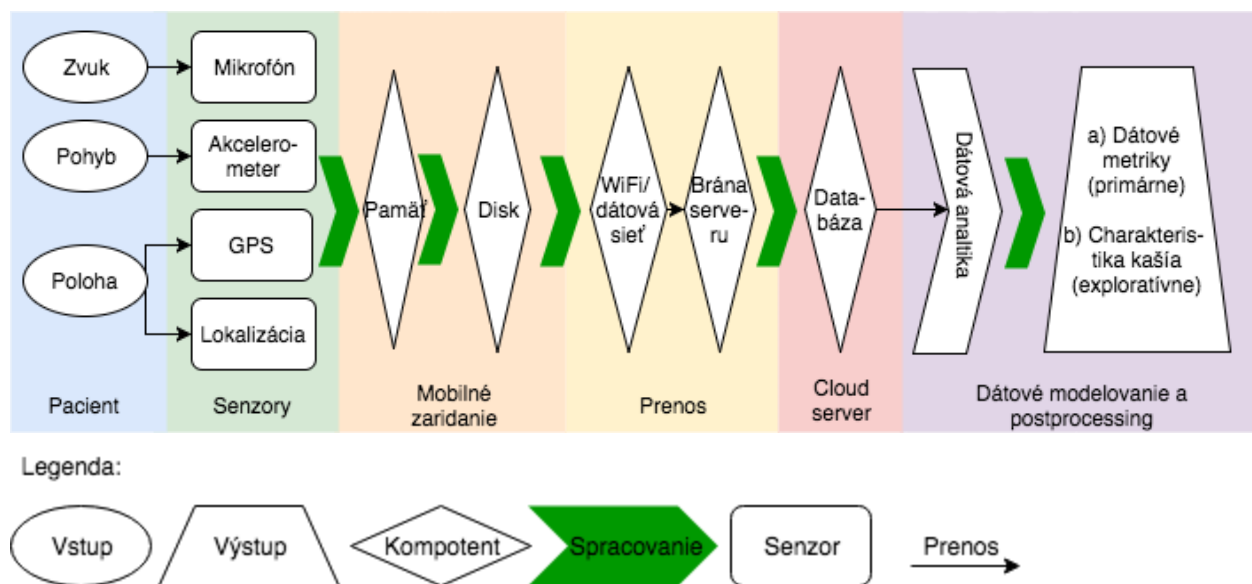 Zvuk
Mikrofón
Pohyb
Akcelero-
meter
Poloha
GPS
Lokalizácia
Pamäť
Disk
WiFi/
dátová
sieť
Brána
serve-
ru
Data-
báza
Dátová analtika
a) Dátové
metriky
(primárne)
b) Charakteris-
tika kašía
(exploratívne)
Pacient
Senzory
Mobilné
zaridanie
Prenos
Cloud
server
Dátové modelovanie a
postprocessing
Legenda:
Vstup
Výstup
Kompotent
Spracovanie
Senzor
Prenos